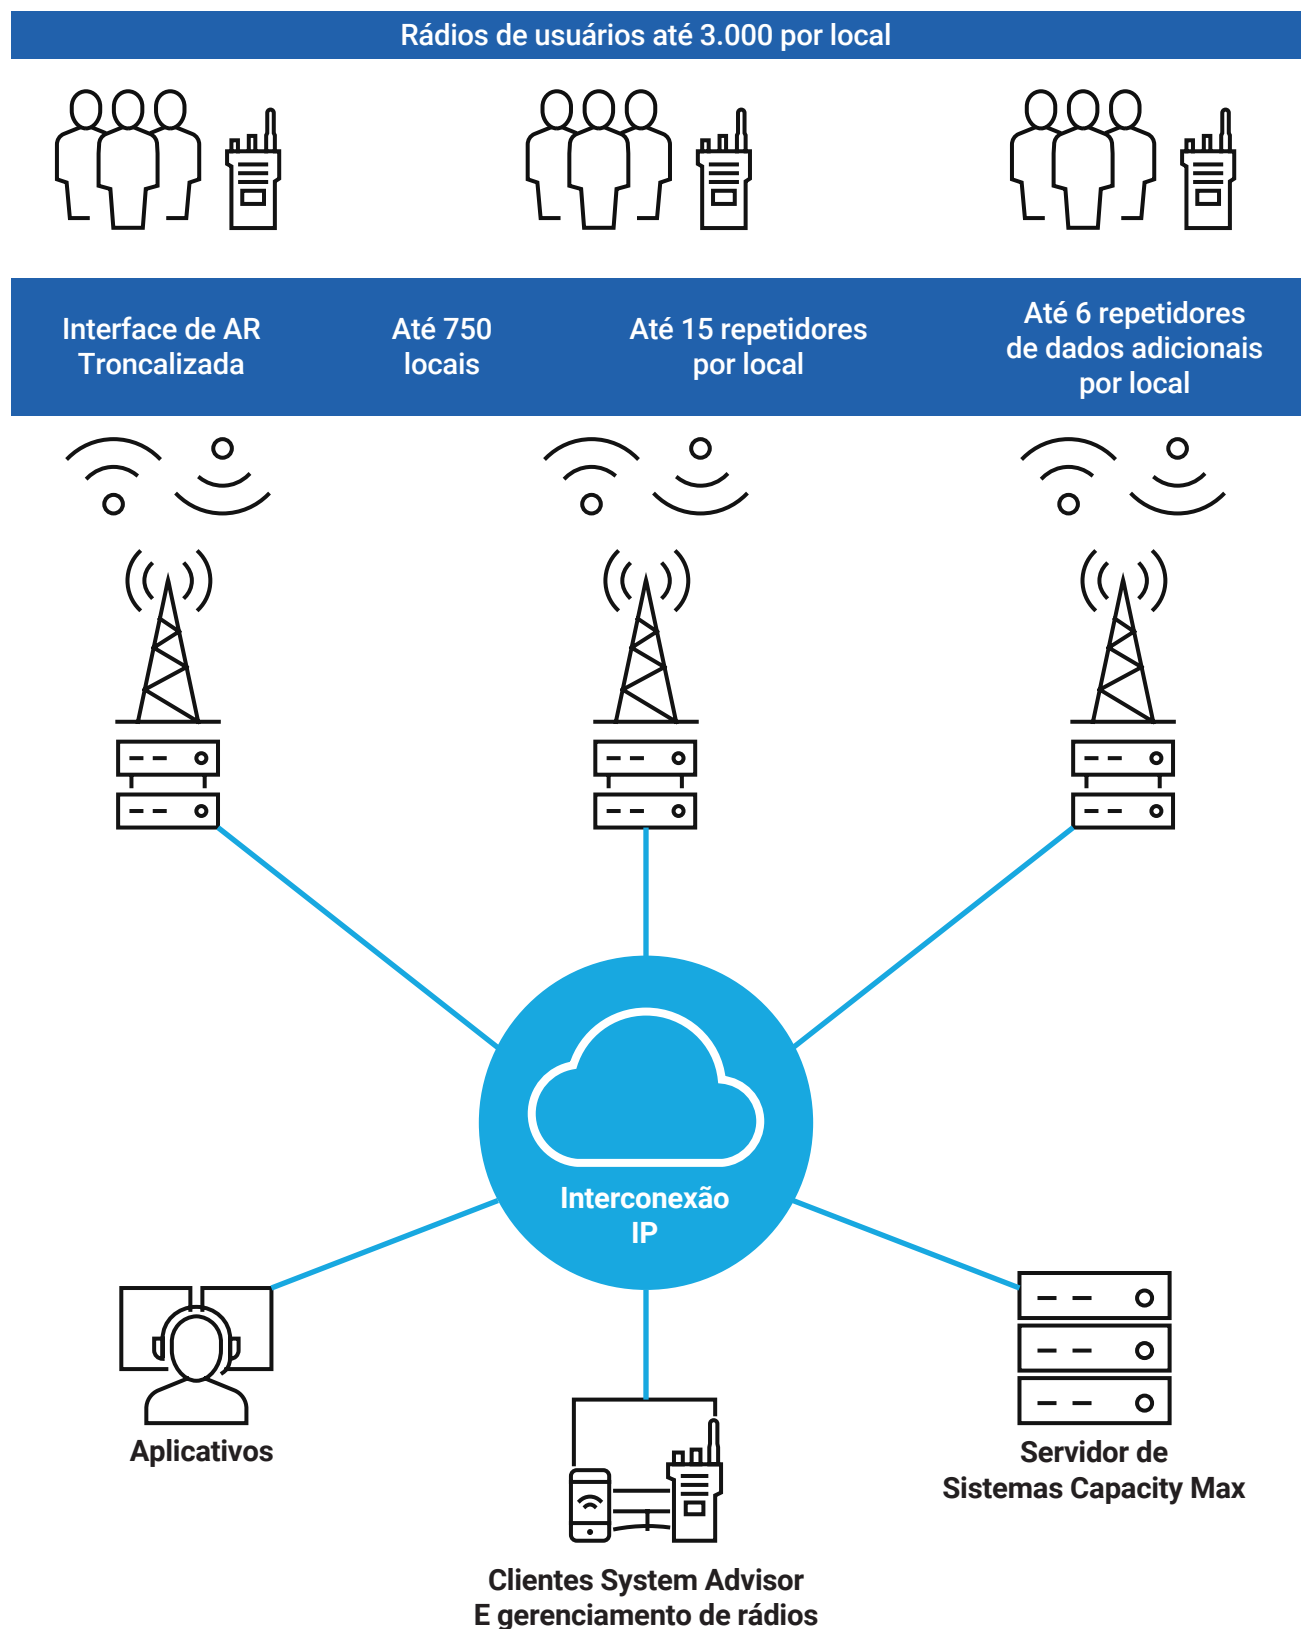 Rádios de usuários até 3.000 por local
Interface de AR
Troncalizada
Até 750
locais
Até 15 repetidores
por local
Até 6 repetidores
de dados adicionais
por local
Interconexão
IP
Aplicativos
Servidor de
Sistemas Capacity Max
Clientes System Advisor
E gerenciamento de rádios